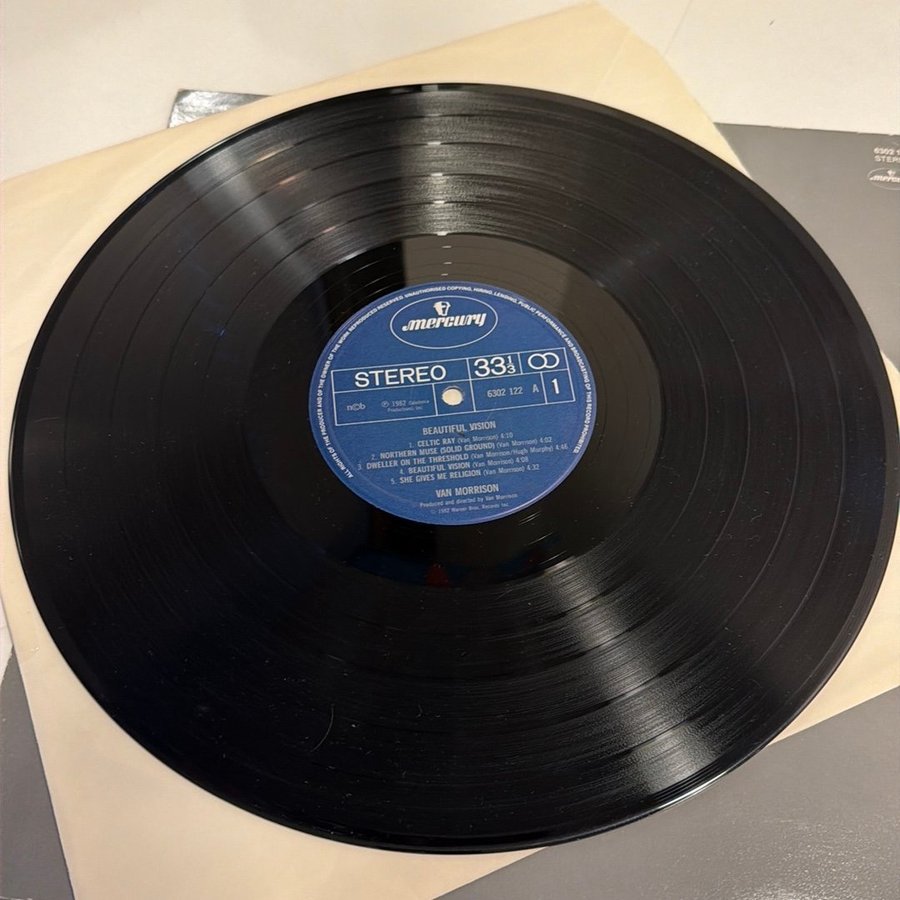 ALL RIGHTS OF THE PRODUCER AND OF THE OWNER OF THE WORK REPRODUCED RESERVED. UNAUTHORISED COPYING, HIRING, LENDING, PUBLIC PERFORMANCE AND BROADCASTING OF THIS RECORD PROHIBITED.
mercury
STEREO
33 1/3
ncb
℗ 1982 Caledonia
Productions, Inc.
6302 122 A
1
BEAUTIFUL VISION
1. CELTIC RAY (Van Morrison) 4:10
2. NORTHERN MUSE (SOLID GROUND) (Van Morrison) 4:02
3. DWELLER ON THE THRESHOLD (Van Morrison/Hugh Murphy) 4:46
4. BEAUTIFUL VISION (Van Morrison) 4:08
5. SHE GIVES ME RELIGION (Van Morrison) 4:32
VAN MORRISON
Produced and directed by Van Morrison
© 1982 Warner Bros. Records Inc.
6302